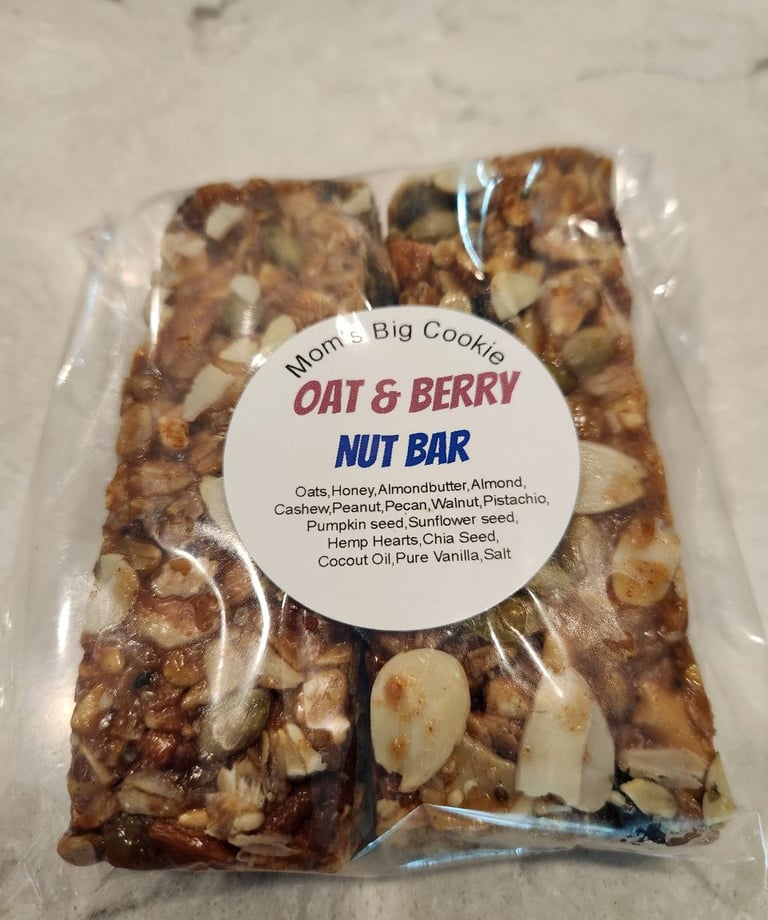 Mom's Big Cookie
OAT & BERRY
NUT BAR
Oats,Honey,Almondbutter,Almond,
Cashew,Peanut,Pecan,Walnut,Pistachio,
Pumpkin seed,Sunflower seed,
Hemp Hearts,Chia Seed,
Cocout Oil,Pure Vanilla,Salt